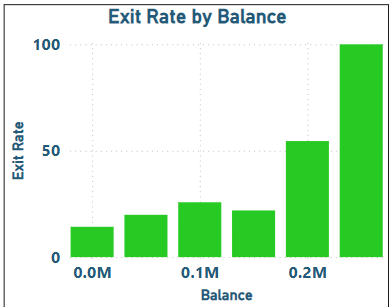 Exit Rate by Balance
100
50
0
Exit Rate
0.0M
0.1M
0.2M
Balance